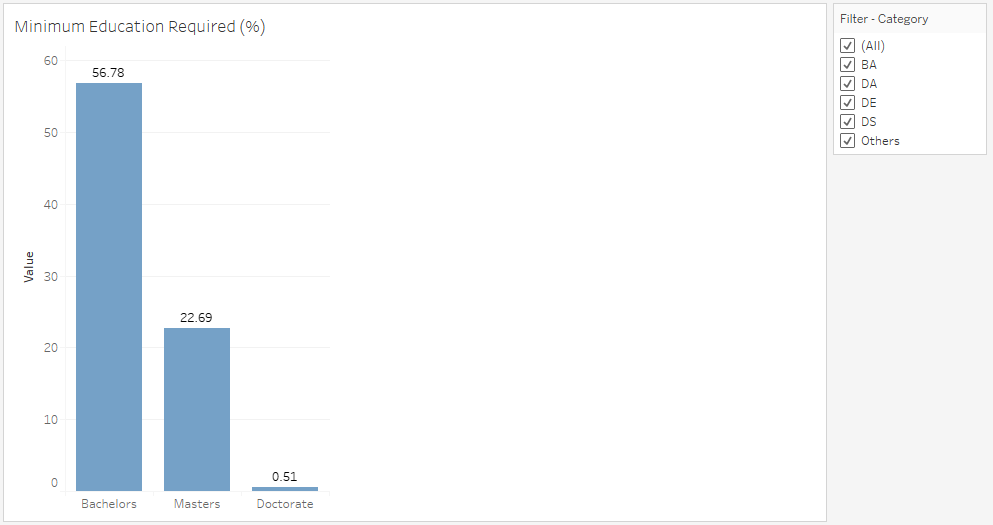 Minimum Education Required (%)
60
50
40
30
20
10
0
Value
56.78
22.69
0.51
Bachelors
Masters
Doctorate
Filter - Category
(All)
BA
DA
DE
DS
Others